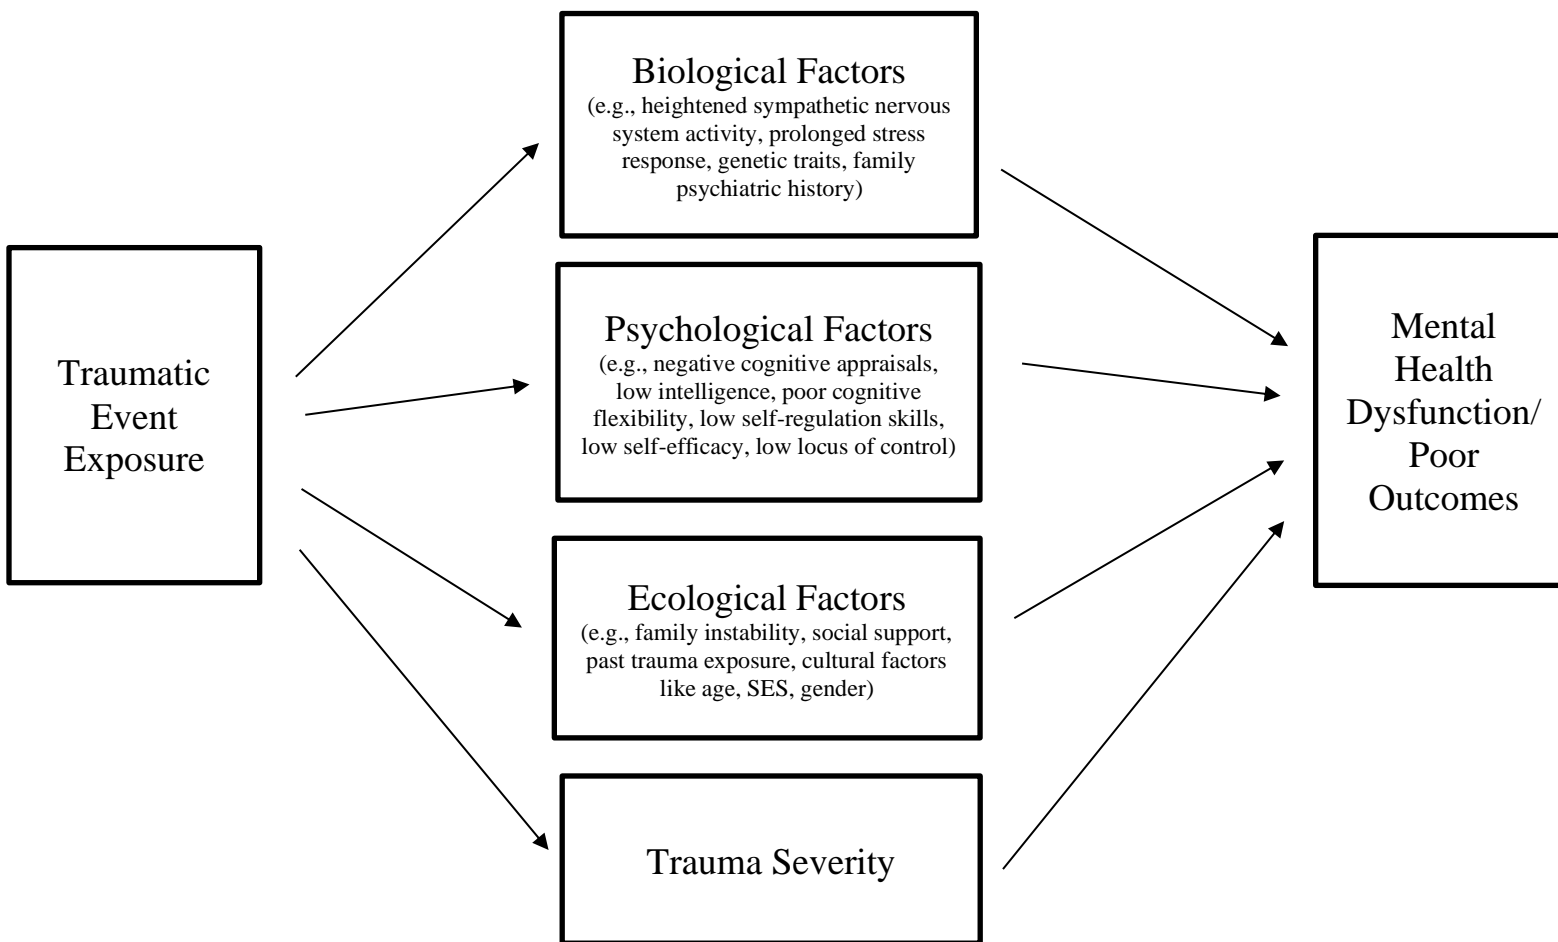 Traumatic
Event
Exposure
Biological Factors
(e.g., heightened sympathetic nervous
system activity, prolonged stress
response, genetic traits, family
psychiatric history)
Psychological Factors
(e.g., negative cognitive appraisals,
low intelligence, poor cognitive
flexibility, low self-regulation skills,
low self-efficacy, low locus of control)
Ecological Factors
(e.g., family instability, social support,
past trauma exposure, cultural factors
like age, SES, gender)
Trauma Severity
Mental
Health
Dysfunction/
Poor
Outcomes